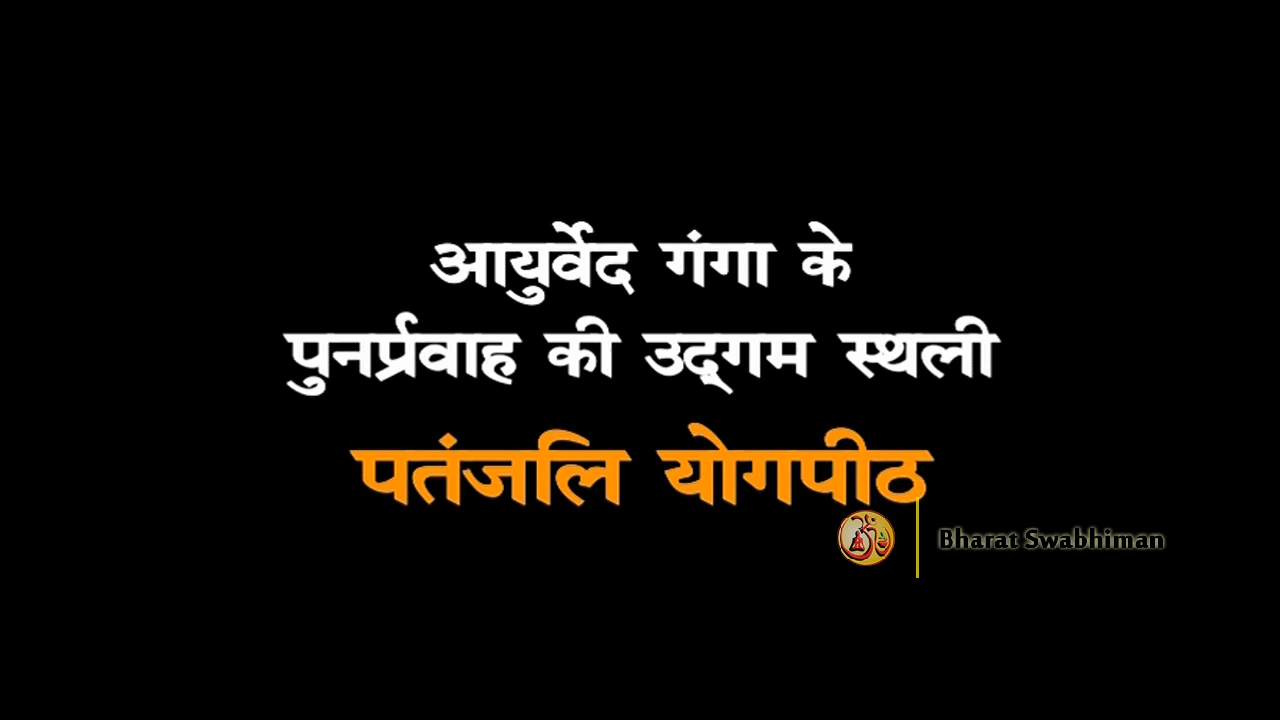 आयुर्वेद गंगा के
पुनर्प्रवाह की उद्‌गम स्थली
पतंजलि योगपीठ
Bharat Swabhiman